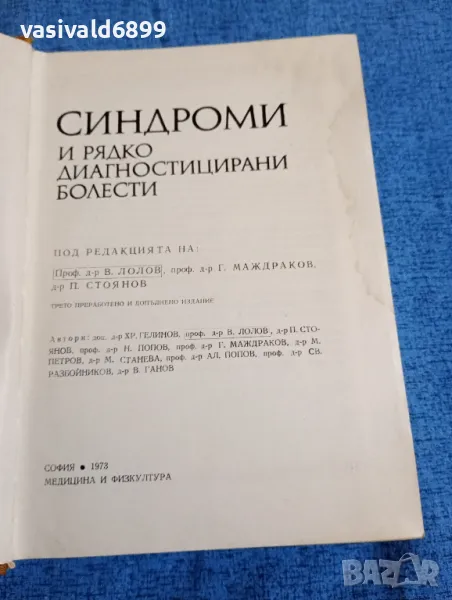 vasivald6899
СИНДРОМИ
И РЯДКО
ДИАГНОСТИЦИРАНИ
БОЛЕСТИ
ПОД РЕДАКЦИЯТА НА:
Проф. д-р В. ЛОЛОВ, проф. д-р Г. МАЖДРАКОВ,
д-р П. СТОЯНОВ
ТРЕТО ПРЕРАБОТЕНО И ДОПЪЛНЕНО ИЗДАНИЕ
Автори: доц. д-р ХР. ГЕЛИНОВ, проф. д-р В. ЛОЛОВ, д-р П. СТО-
ЯНОВ, проф. д-р Н. ПОПОВ, проф. д-р Г. МАЖДРАКОВ, д-р М.
ПЕТРОВ, д-р М. СТАНЕВА, проф. д-р АЛ. ПОПОВ, проф. д-р СВ.
РАЗБОЙНИКОВ, д-р В. ГАНОВ
СОФИЯ • 1973
МЕДИЦИНА И ФИЗКУЛТУРА
BAZAR